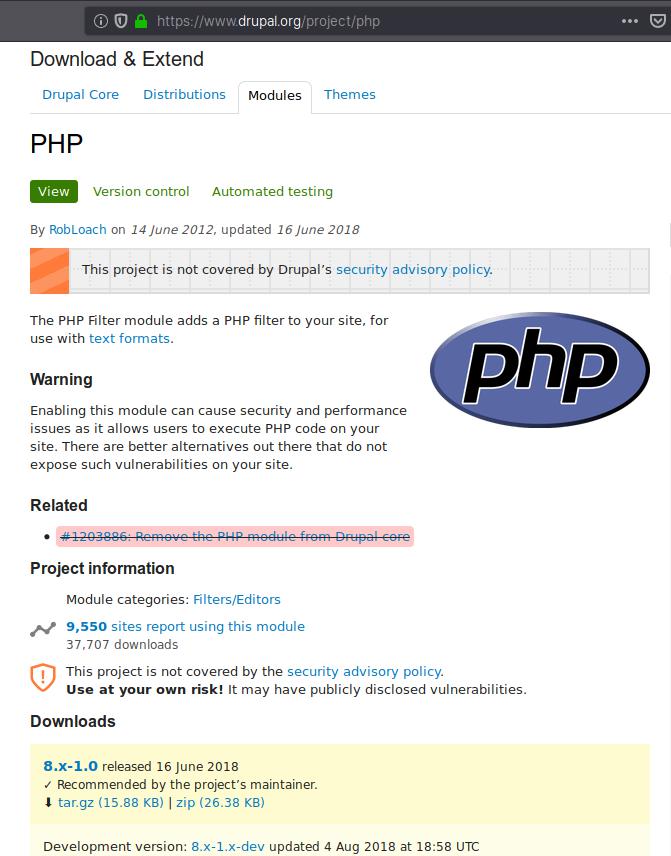 https://www.drupal.org/project/php
Download & Extend
Drupal Core Distributions Modules Themes
PHP
View Version control Automated testing
By RobLoach on 14 June 2012, updated 16 June 2018
This project is not covered by Drupal’s security advisory policy.
The PHP Filter module adds a PHP filter to your site, for
use with text formats.
php
Warning
Enabling this module can cause security and performance
issues as it allows users to execute PHP code on your
site. There are better alternatives out there that do not
expose such vulnerabilities on your site.
Related
• #1203886: Remove the PHP module from Drupal core
Project information
Module categories: Filters/Editors
9,550 sites report using this module
37,707 downloads
This project is not covered by the security advisory policy.
Use at your own risk! It may have publicly disclosed vulnerabilities.
Downloads
8.x-1.0 released 16 June 2018
✓ Recommended by the project’s maintainer.
⬇ tar.gz (15.88 KB) | zip (26.38 KB)
Development version: 8.x-1.x-dev updated 4 Aug 2018 at 18:58 UTC